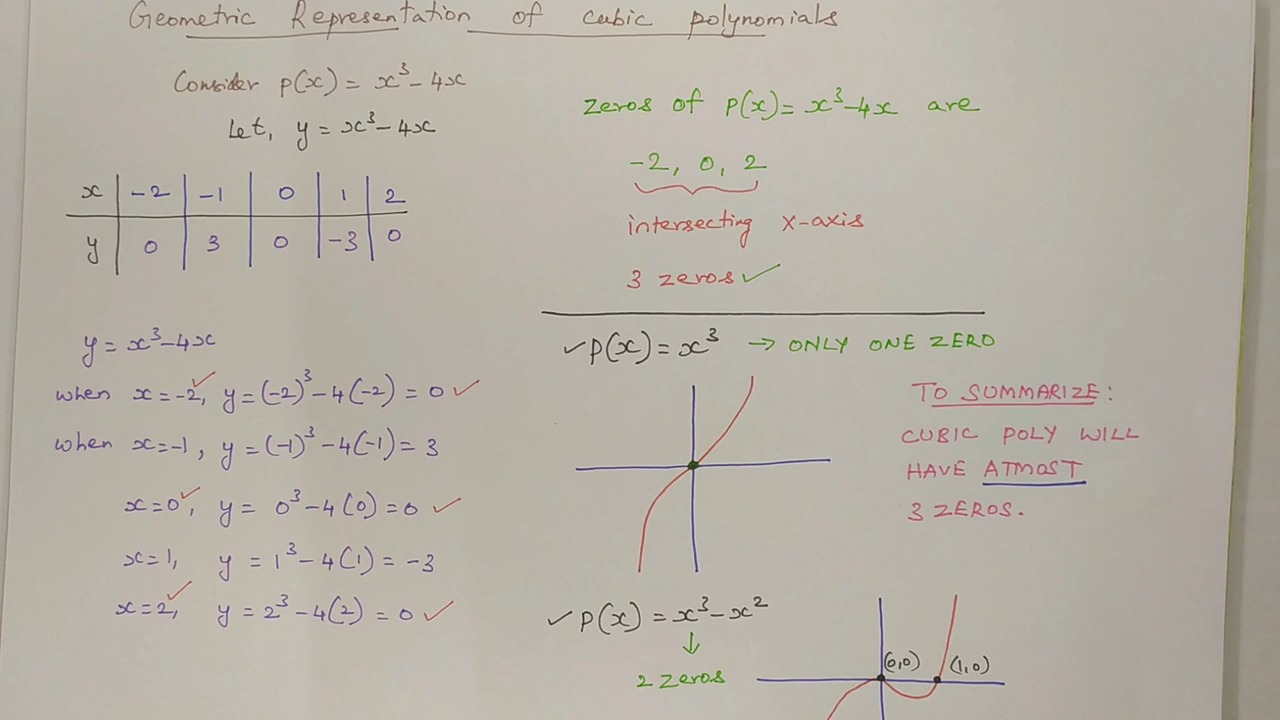 Geometric Representation of cubic polynomials
Consider p(x) = x³ - 4x
Let, y = x³ - 4x
x | -2 | -1 | 0 | 1 | 2
y | 0 | 3 | 0 | -3 | 0
y = x³ - 4x
when x = -2, y = (-2)³ - 4(-2) = 0 ✓
when x = -1, y = (-1)³ - 4(-1) = 3
x = 0, y = 0³ - 4(0) = 0 ✓
x = 1, y = 1³ - 4(1) = -3
x = 2, y = 2³ - 4(2) = 0 ✓
zeros of p(x) = x³ - 4x are
-2, 0, 2
intersecting x-axis
3 zeros ✓
✓ p(x) = x³ → ONLY ONE ZERO
TO SUMMARIZE:
CUBIC POLY WILL
HAVE ATMOST
3 ZEROS.
✓ p(x) = x³ - x²
↓
2 zeros
(0,0) (1,0)